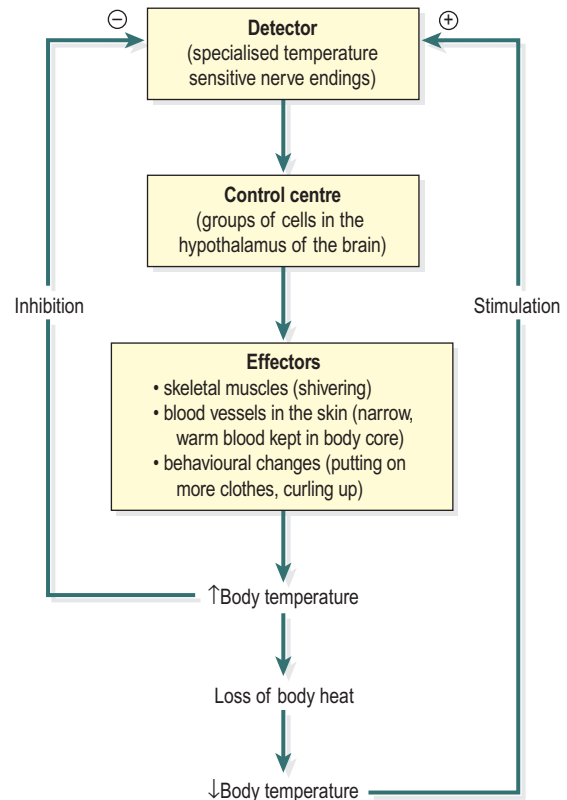 ⊖
⊕
Detector
(specialised temperature
sensitive nerve endings)
Control centre
(groups of cells in the
hypothalamus of the brain)
Inhibition
Stimulation
Effectors
• skeletal muscles (shivering)
• blood vessels in the skin (narrow,
warm blood kept in body core)
• behavioural changes (putting on
more clothes, curling up)
↑Body temperature
Loss of body heat
↓Body temperature